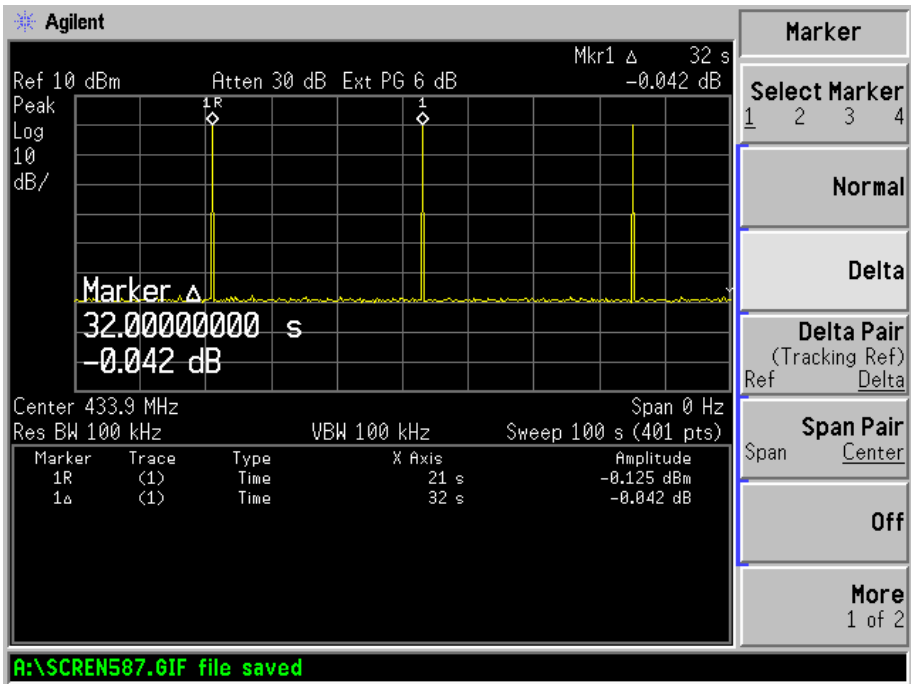 Agilent
Mkr1 Δ 32 s
Ref 10 dBm Atten 30 dB Ext PG 6 dB -0.042 dB
Peak
Log
10
dB/
1R
1
Marker Δ
32.00000000 s
-0.042 dB
Center 433.9 MHz Span 0 Hz
Res BW 100 kHz VBW 100 kHz Sweep 100 s (401 pts)
Marker Trace Type X Axis Amplitude
1R (1) Time 21 s -0.125 dBm
1Δ (1) Time 32 s -0.042 dB
A:\SCREN587.GIF file saved
Marker
Select Marker
1 2 3 4
Normal
Delta
Delta Pair
(Tracking Ref)
Ref Delta
Span Pair
Span Center
Off
More
1 of 2